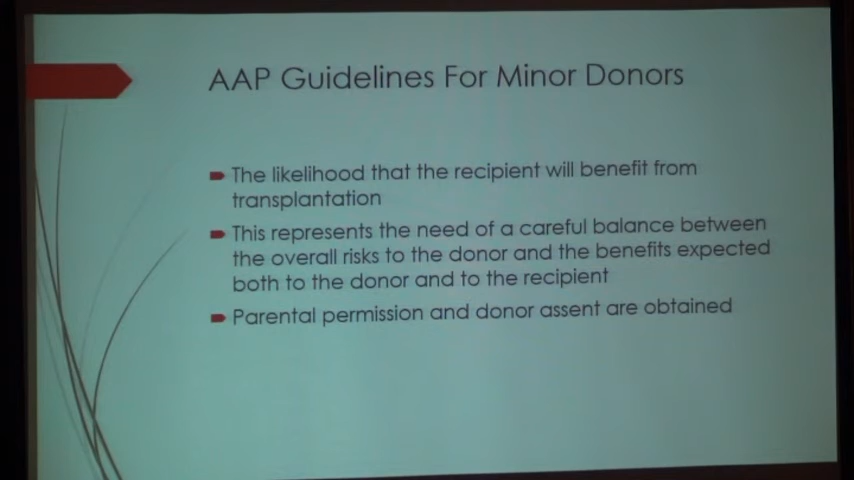 AAP Guidelines For Minor Donors
The likelihood that the recipient will benefit from
transplantation
This represents the need of a careful balance between
the overall risks to the donor and the benefits expected
both to the donor and to the recipient
Parental permission and donor assent are obtained